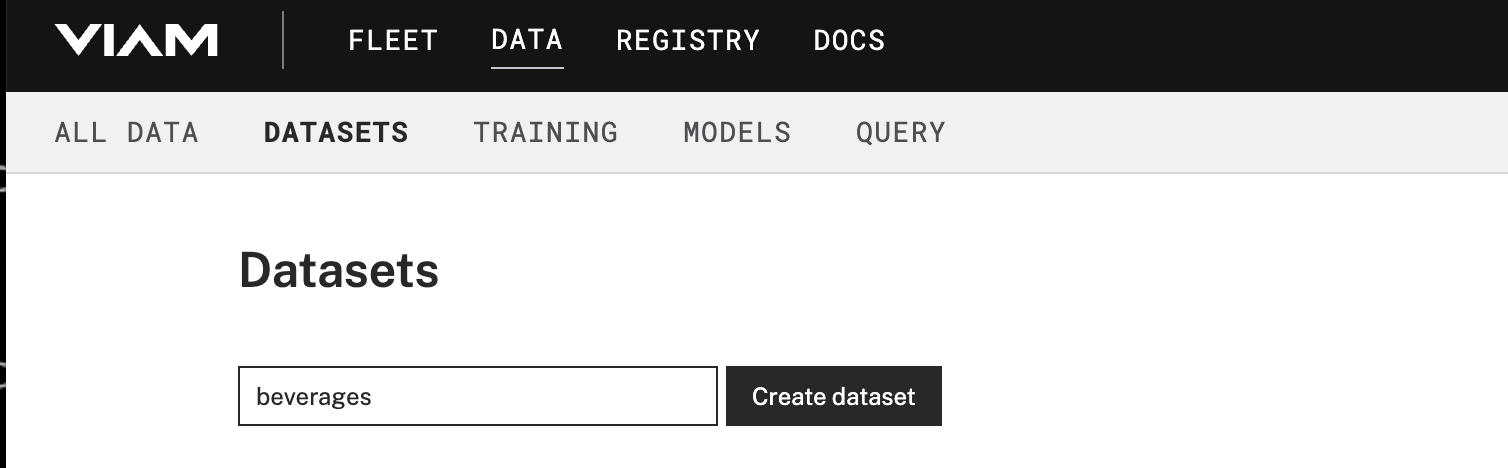 VIAM FLEET DATA REGISTRY DOCS
ALL DATA DATASETS TRAINING MODELS QUERY
Datasets
beverages Create dataset